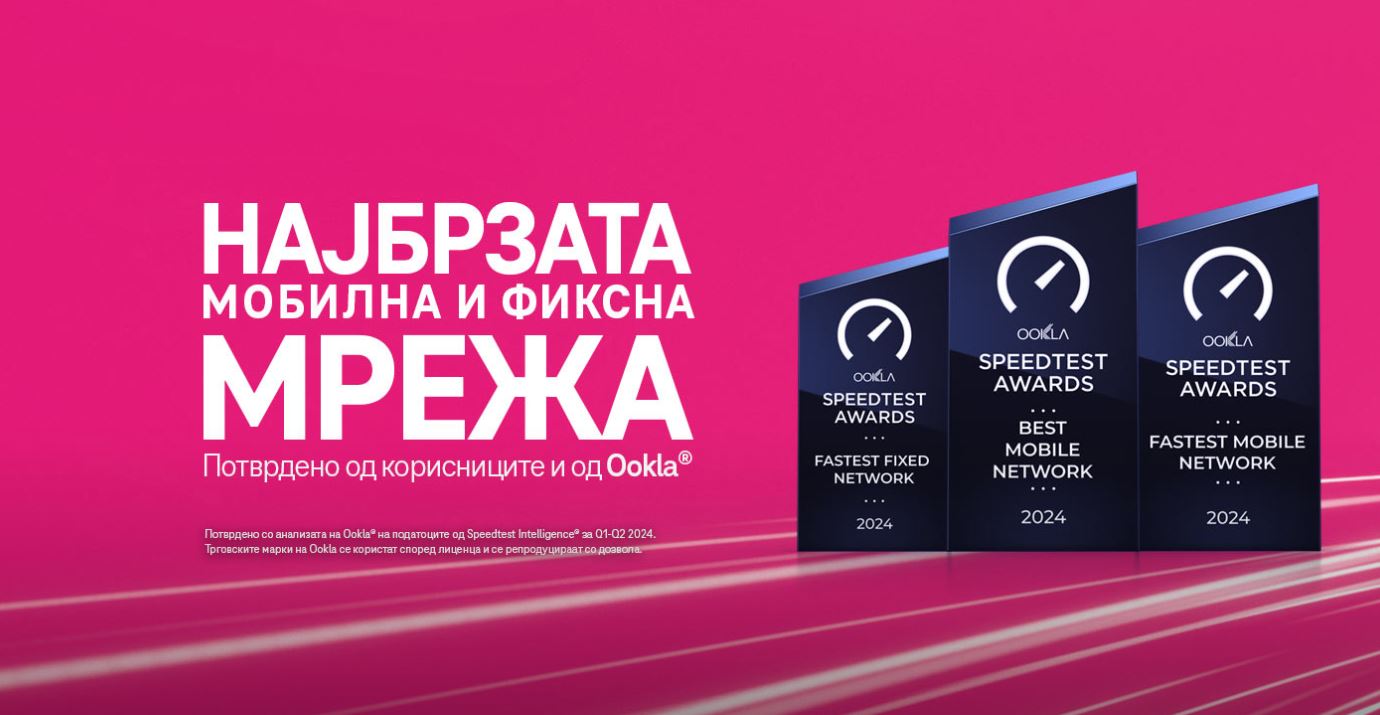 НАЈБРЗАТА
МОБИЛНА И ФИКСНА
МРЕЖА
Потврдено од корисниците и од Ookla®
Потврдено со анализата на Ookla® на податоците од Speedtest Intelligence® за Q1-Q2 2024.
Трговските марки на Ookla се користат според лиценца и се репродуцираат со дозвола.
OOKLA
SPEEDTEST
AWARDS
FASTEST FIXED
NETWORK
2024
OOKLA
SPEEDTEST
AWARDS
BEST
MOBILE
NETWORK
2024
OOKLA
SPEEDTEST
AWARDS
FASTEST MOBILE
NETWORK
2024